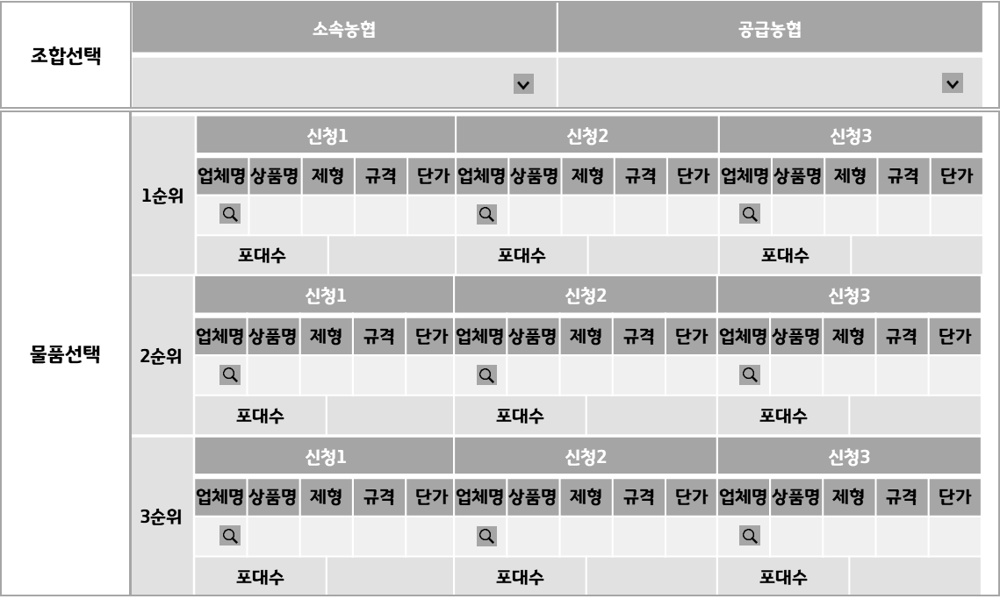 소속농협 공급농협
조합선택
신청1 신청2 신청3
업체명 상품명 제형 규격 단가 업체명 상품명 제형 규격 단가 업체명 상품명 제형 규격 단가
1순위
포대수 포대수 포대수
신청1 신청2 신청3
업체명 상품명 제형 규격 단가 업체명 상품명 제형 규격 단가 업체명 상품명 제형 규격 단가
물품선택 2순위
포대수 포대수 포대수
신청1 신청2 신청3
업체명 상품명 제형 규격 단가 업체명 상품명 제형 규격 단가 업체명 상품명 제형 규격 단가
3순위
포대수 포대수 포대수